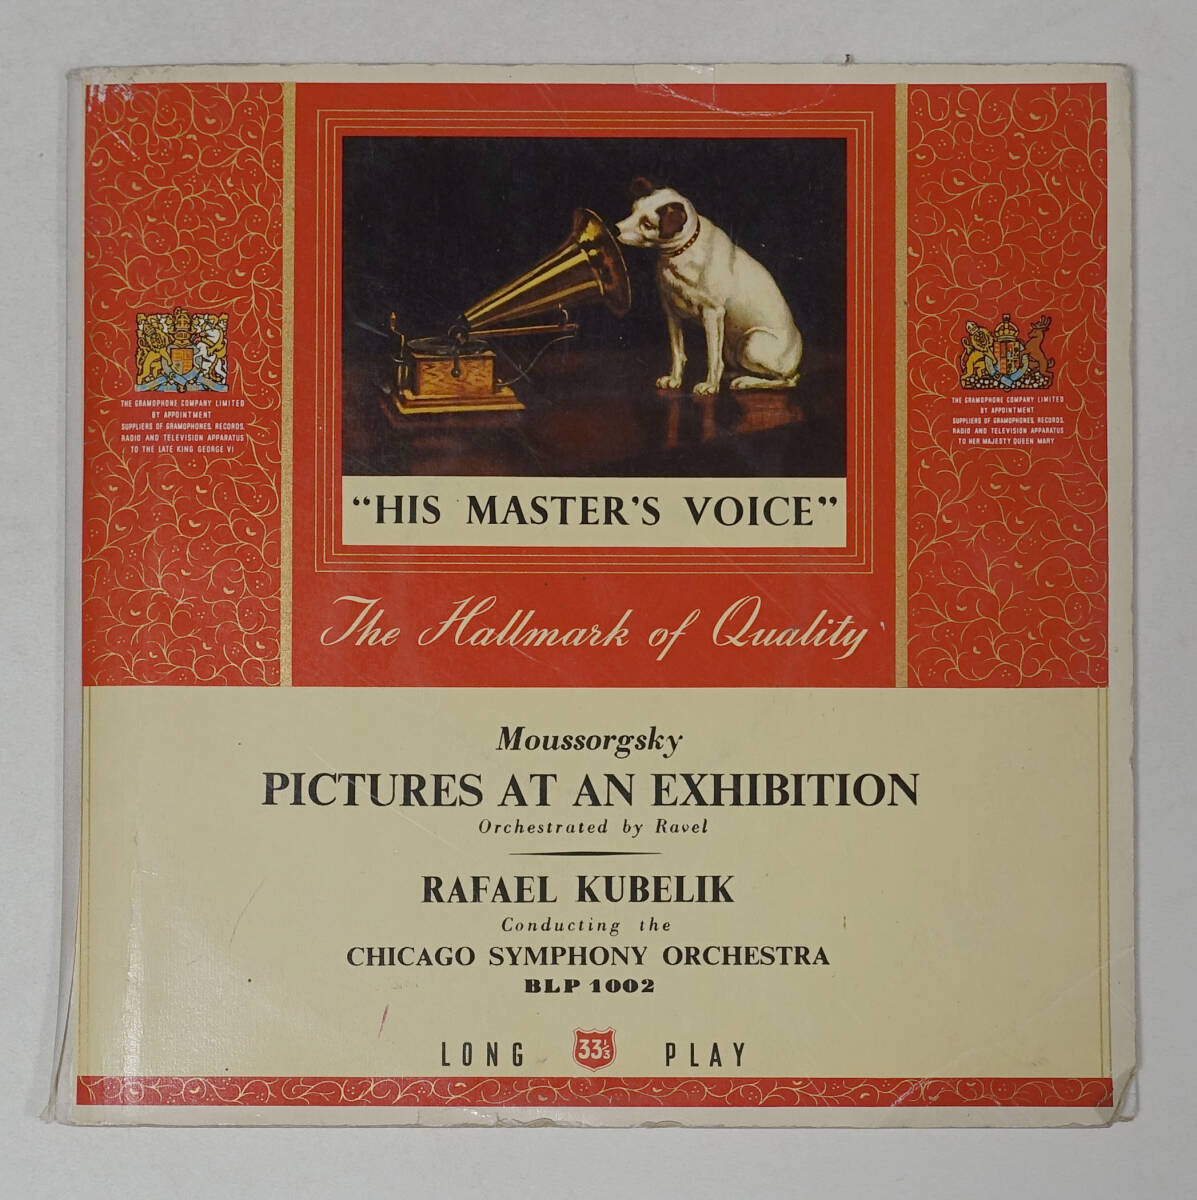 "HIS MASTER'S VOICE"
THE GRAMOPHONE COMPANY LIMITED
BY APPOINTMENT
SUPPLIERS OF GRAMOPHONES, RECORDS,
RADIO AND TELEVISION APPARATUS
TO THE LATE KING GEORGE VI
THE GRAMOPHONE COMPANY LIMITED
BY APPOINTMENT
SUPPLIERS OF GRAMOPHONES, RECORDS,
RADIO AND TELEVISION APPARATUS
TO HER MAJESTY QUEEN MARY
The Hallmark of Quality
Moussorgsky
PICTURES AT AN EXHIBITION
Orchestrated by Ravel
RAFAEL KUBELIK
Conducting the
CHICAGO SYMPHONY ORCHESTRA
BLP 1002
LONG 33⅓ PLAY